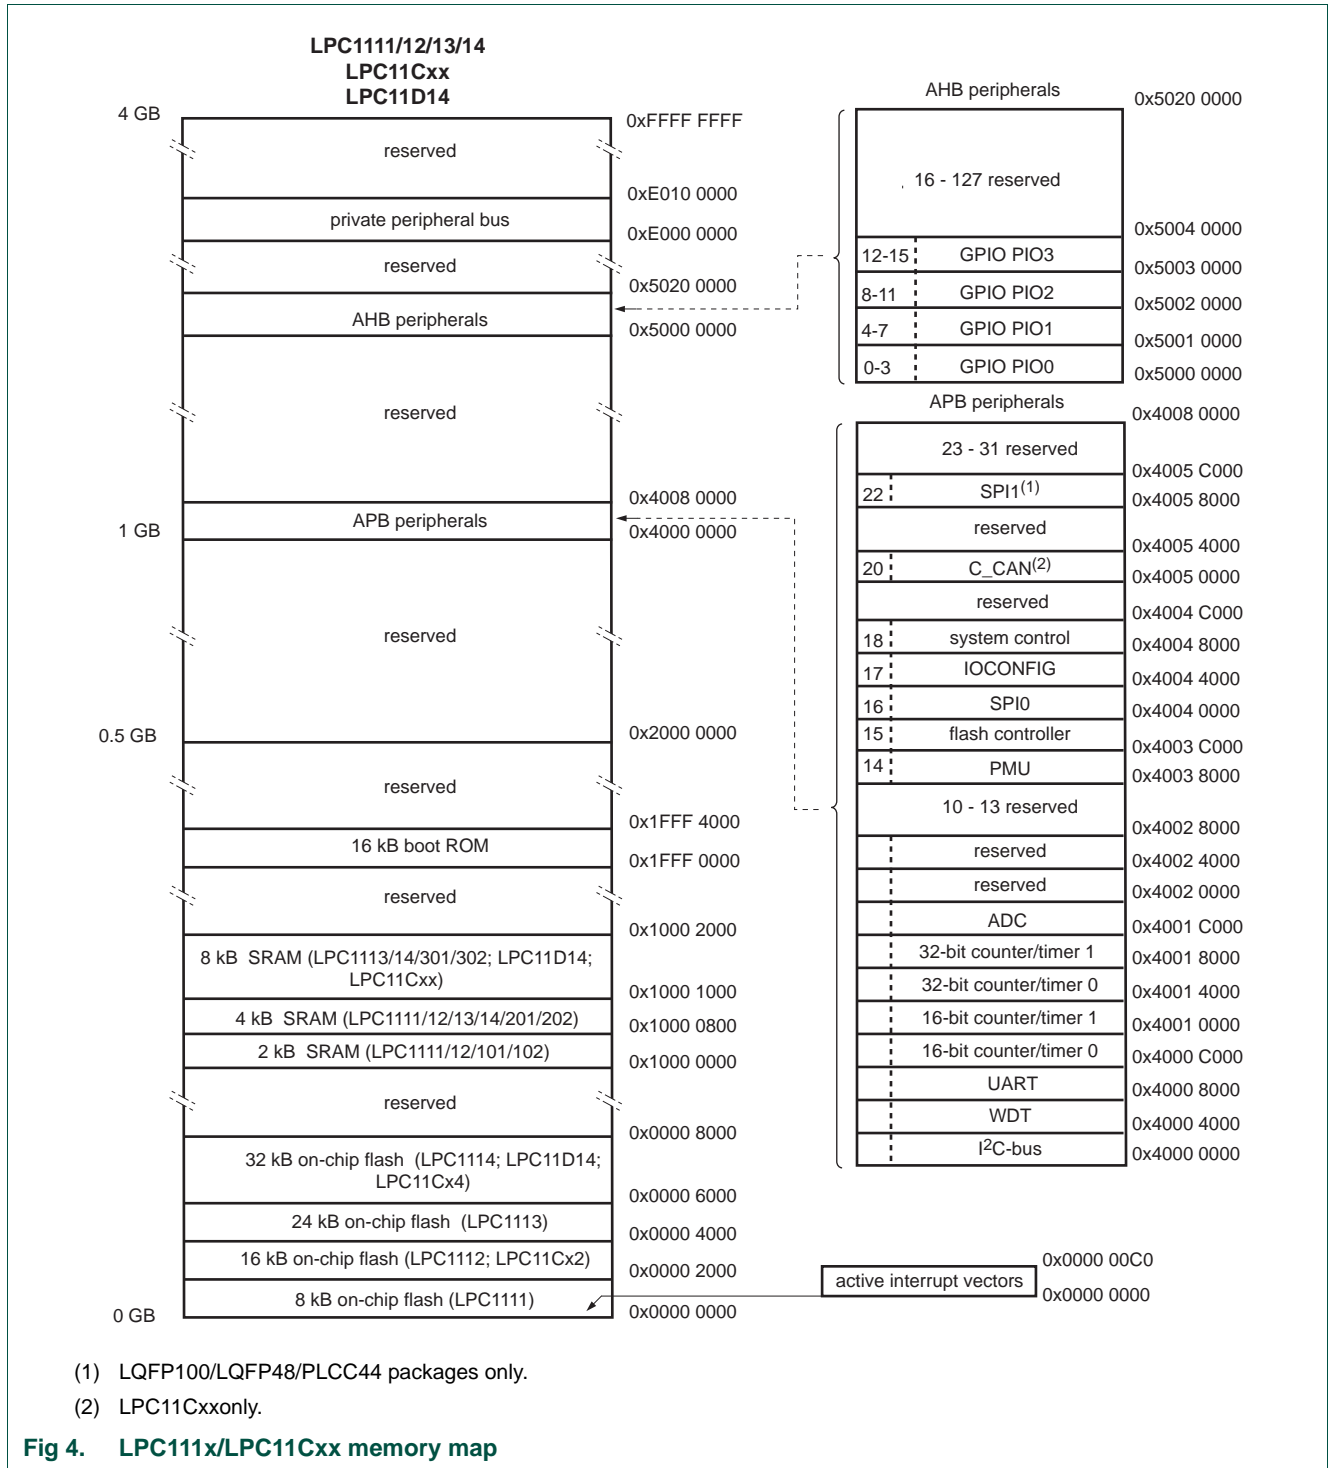 LPC1111/12/13/14
LPC11Cxx
LPC11D14
4 GB
0xFFFF FFFF
reserved
0xE010 0000
private peripheral bus
0xE000 0000
reserved
0x5020 0000
AHB peripherals
0x5000 0000
reserved
0x4008 0000
APB peripherals
1 GB
0x4000 0000
reserved
0.5 GB
0x2000 0000
reserved
0x1FFF 4000
16 kB boot ROM
0x1FFF 0000
reserved
0x1000 2000
8 kB SRAM (LPC1113/14/301/302; LPC11D14;
LPC11Cxx)
0x1000 1000
4 kB SRAM (LPC1111/12/13/14/201/202)
0x1000 0800
2 kB SRAM (LPC1111/12/101/102)
0x1000 0000
reserved
0x0000 8000
32 kB on-chip flash (LPC1114; LPC11D14;
LPC11Cx4)
0x0000 6000
24 kB on-chip flash (LPC1113)
0x0000 4000
16 kB on-chip flash (LPC1112; LPC11Cx2)
0x0000 2000
8 kB on-chip flash (LPC1111)
0 GB
0x0000 0000
AHB peripherals
0x5020 0000
16 - 127 reserved
0x5004 0000
12-15 GPIO PIO3
0x5003 0000
8-11 GPIO PIO2
0x5002 0000
4-7 GPIO PIO1
0x5001 0000
0-3 GPIO PIO0
0x5000 0000
APB peripherals
0x4008 0000
23 - 31 reserved
0x4005 C000
22 SPI1(1)
0x4005 8000
reserved
0x4005 4000
20 C_CAN(2)
0x4005 0000
reserved
0x4004 C000
18 system control
0x4004 8000
17 IOCONFIG
0x4004 4000
16 SPI0
0x4004 0000
15 flash controller
0x4003 C000
14 PMU
0x4003 8000
10 - 13 reserved
0x4002 8000
reserved
0x4002 4000
reserved
0x4002 0000
ADC
0x4001 C000
32-bit counter/timer 1
0x4001 8000
32-bit counter/timer 0
0x4001 4000
16-bit counter/timer 1
0x4001 0000
16-bit counter/timer 0
0x4000 C000
UART
0x4000 8000
WDT
0x4000 4000
I2C-bus
0x4000 0000
0x0000 00C0
active interrupt vectors
0x0000 0000
(1) LQFP100/LQFP48/PLCC44 packages only.
(2) LPC11Cxxonly.
Fig 4. LPC111x/LPC11Cxx memory map